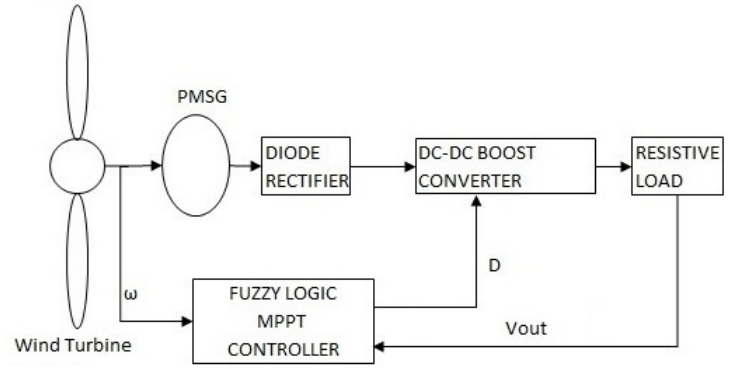 PMSG
DIODE
RECTIFIER
DC-DC BOOST
CONVERTER
RESISTIVE
LOAD
ω
D
FUZZY LOGIC
MPPT
CONTROLLER
Vout
Wind Turbine